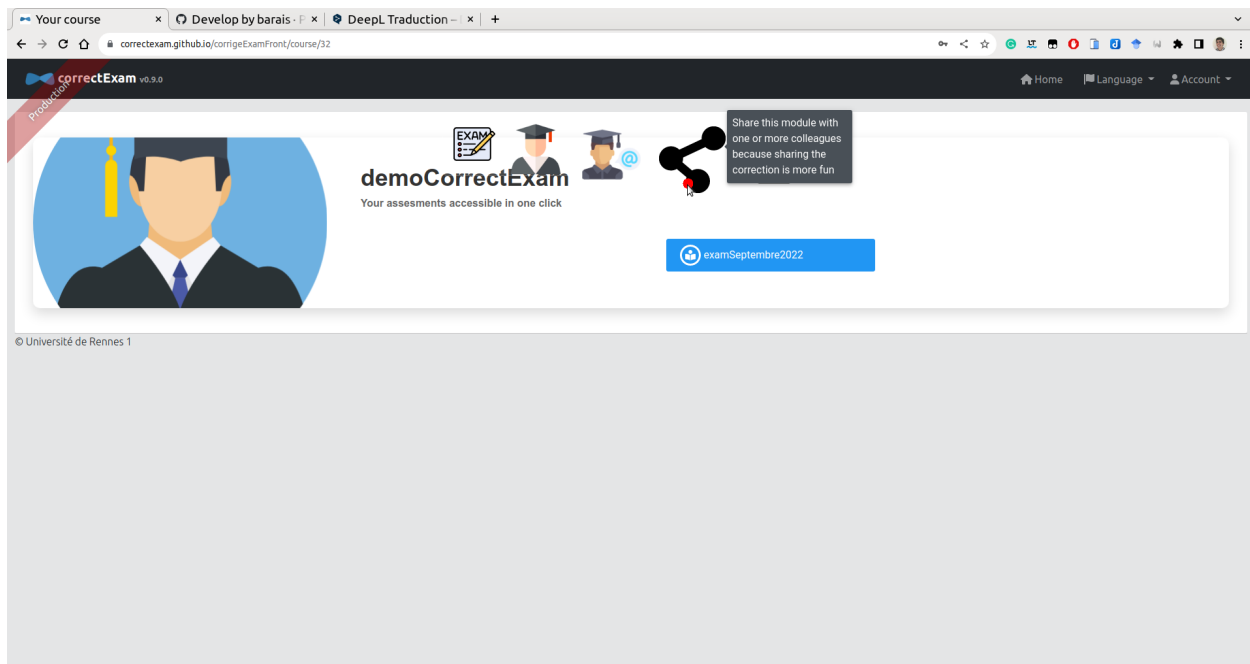 Your course
Develop by barais · P
DeepL Traduction –
correctexam.github.io/corrigeExamFront/course/32
correctExam v0.9.0
Home
Language
Account
Production
EXAM
@
Share this module with
one or more colleagues
because sharing the
correction is more fun
demoCorrectExam
Your assesments accessible in one click
examSeptembre2022
© Université de Rennes 1